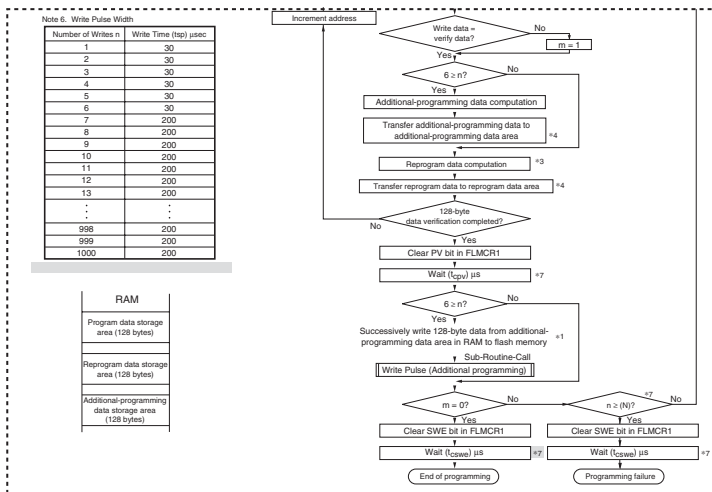 Note 6. Write Pulse Width
Number of Writes n Write Time (tsp) µsec
1 30
2 30
3 30
4 30
5 30
6 30
7 200
8 200
9 200
10 200
11 200
12 200
13 200
998 200
999 200
1000 200
RAM
Program data storage
area (128 bytes)
Reprogram data storage
area (128 bytes)
Additional-programming
data storage area
(128 bytes)
Increment address
Write data =
verify data?
No
m = 1
Yes
6 ≥ n?
No
Yes
Additional-programming data computation
Transfer additional-programming data to
additional-programming data area
*4
Reprogram data computation
*3
Transfer reprogram data to reprogram data area
*4
128-byte
data verification completed?
No
Yes
Clear PV bit in FLMCR1
Wait (tcpv) µs
*7
6 ≥ n?
No
Yes
Successively write 128-byte data from additional-
programming data area in RAM to flash memory
*1
Sub-Routine-Call
Write Pulse (Additional programming)
m = 0?
No
n ≥ (N)?
*7
No
Yes
Yes
Clear SWE bit in FLMCR1
Clear SWE bit in FLMCR1
Wait (tcswe) µs
*7
Wait (tcswe) µs
*7
End of programming
Programming failure